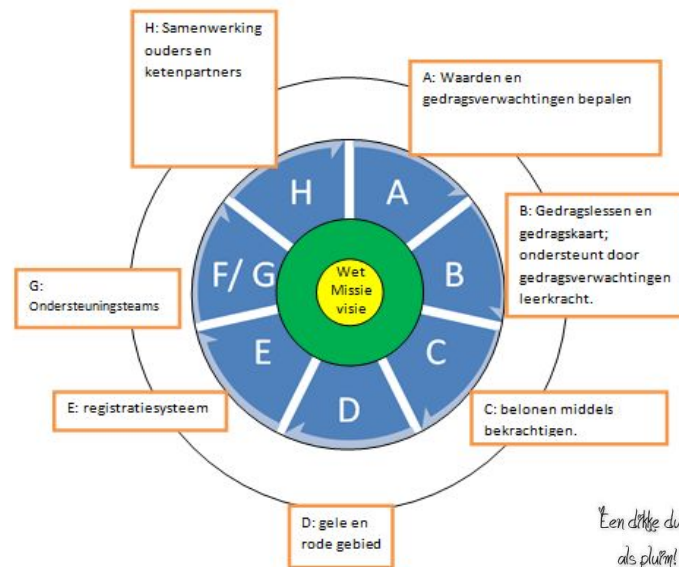 H: Samenwerking
ouders en
ketenpartners
A: Waarden en
gedragsverwachtingen bepalen
B: Gedragslessen en
gedragskaart;
ondersteunt door
gedragsverwachtingen
leerkracht.
C: belonen middels
bekrachtigen.
D: gele en
rode gebied
E: registratiesysteem
G:
Ondersteuningsteams
H
A
B
C
D
E
F/ G
Wet
Missie
visie
Een dikke
als pluim!